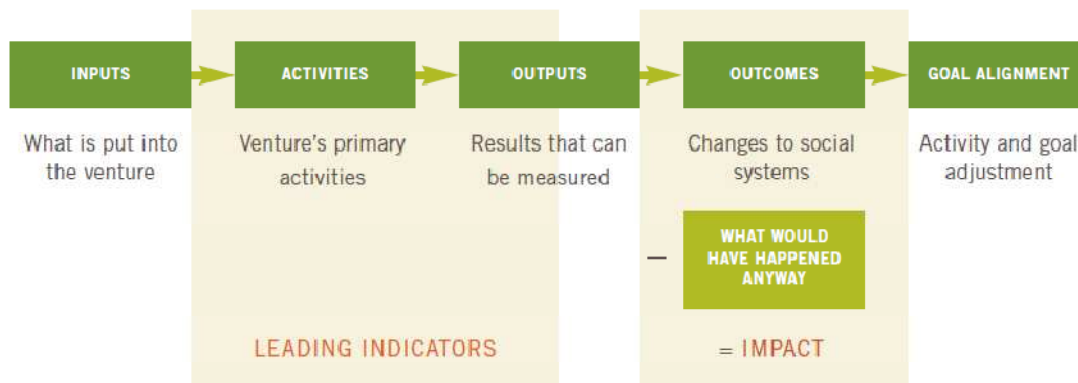 INPUTS
What is put into
the venture
ACTIVITIES
Venture's primary
activities
OUTPUTS
Results that can
be measured
OUTCOMES
Changes to social
systems
GOAL ALIGNMENT
Activity and goal
adjustment
—
WHAT WOULD
HAVE HAPPENED
ANYWAY
LEADING INDICATORS
= IMPACT